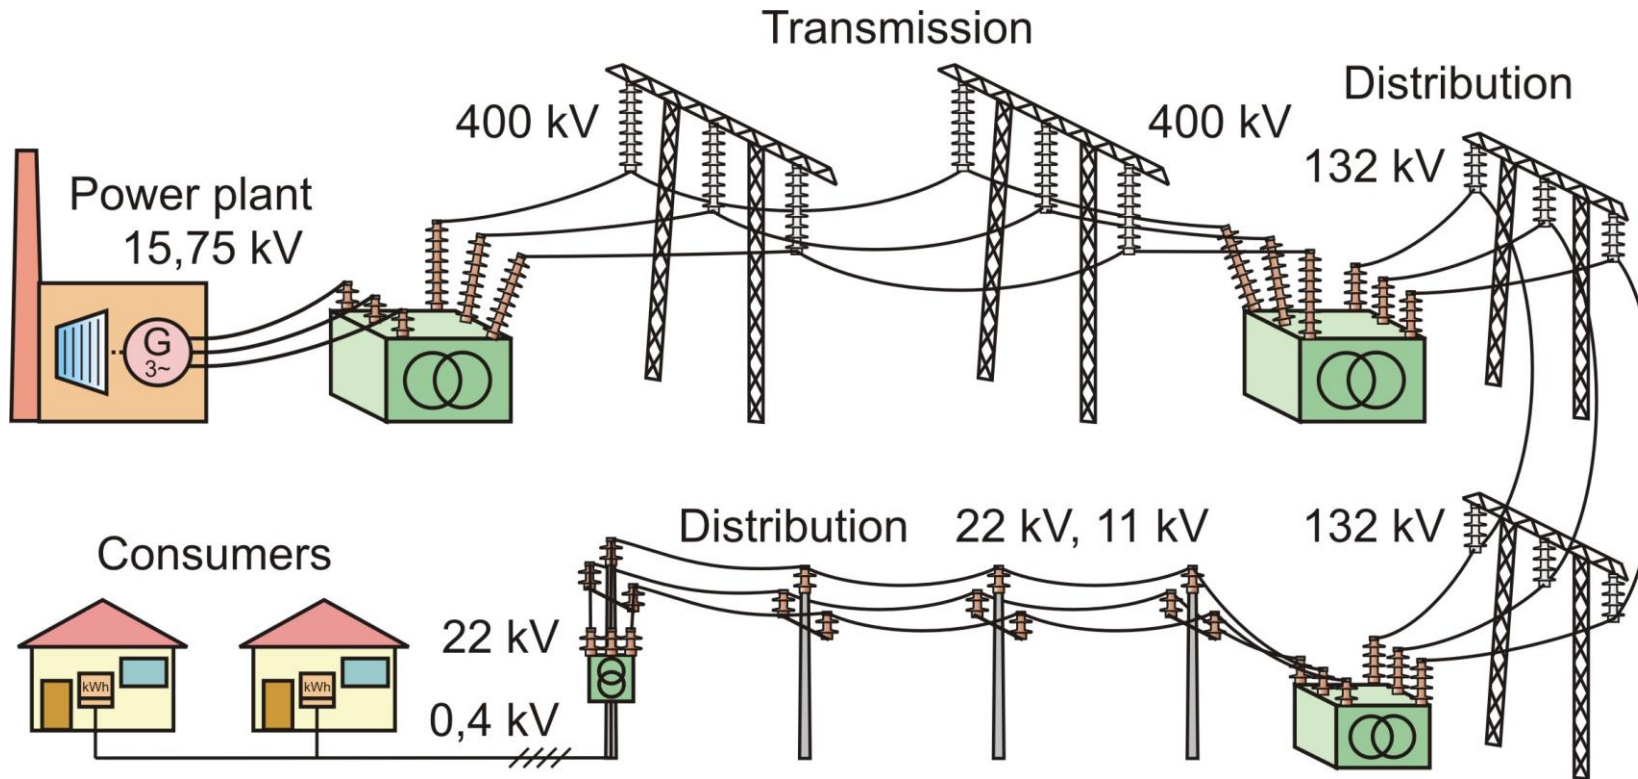 Transmission
Distribution
400 kV
400 kV
132 kV
Power plant
15,75 kV
G
3~
Distribution 22 kV, 11 kV
132 kV
Consumers
22 kV
kWh
kWh
0,4 kV